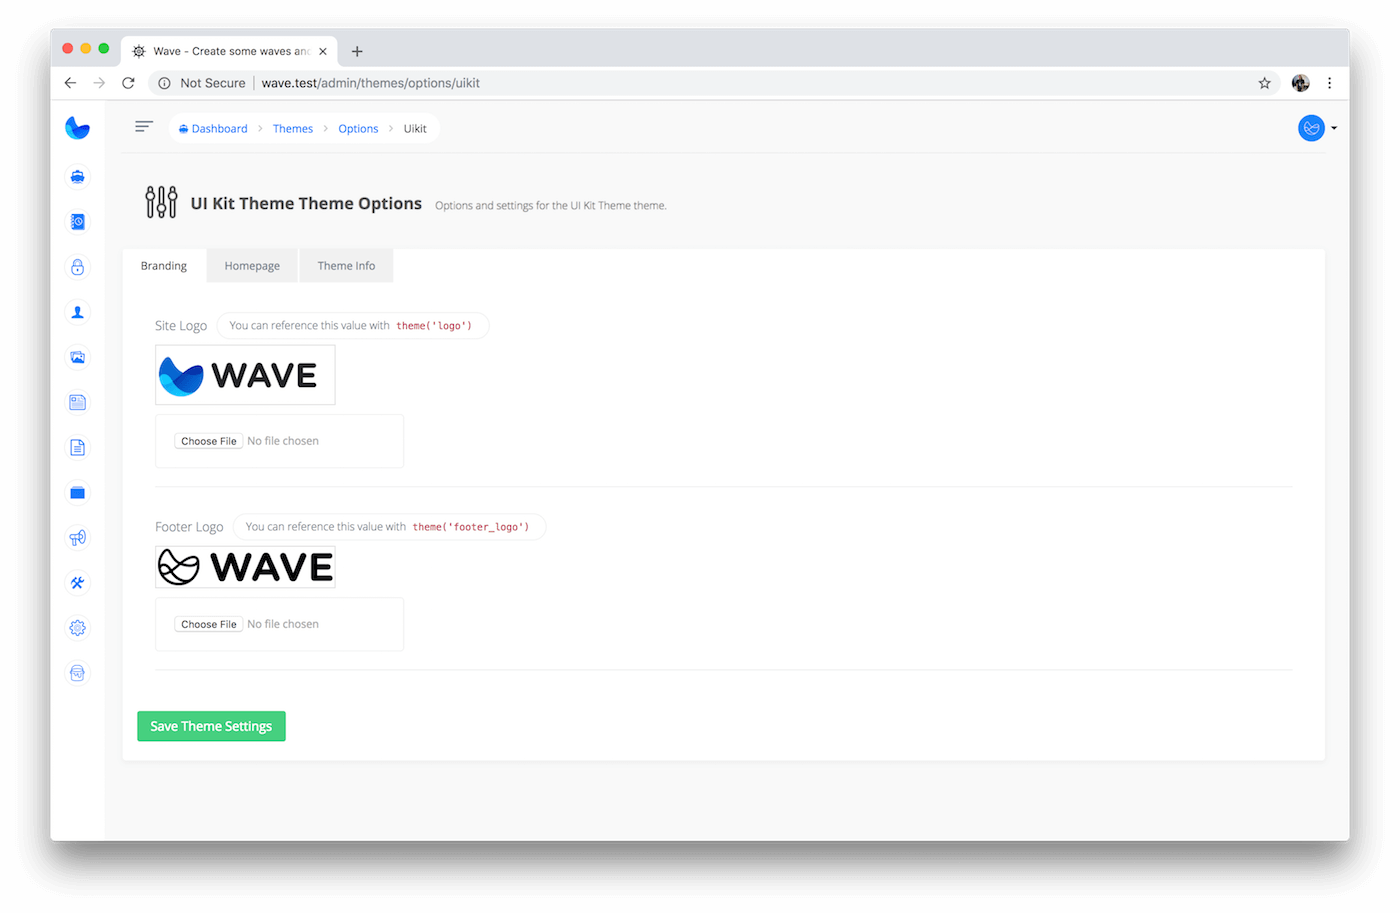 Wave - Create some waves and
Not Secure wave.test/admin/themes/options/uikit
Dashboard Themes Options Uikit
UI Kit Theme Theme Options Options and settings for the UI Kit Theme theme.
Branding Homepage Theme Info
Site Logo You can reference this value with theme('logo')
WAVE
Choose File No file chosen
Footer Logo You can reference this value with theme('footer_logo')
WAVE
Choose File No file chosen
Save Theme Settings